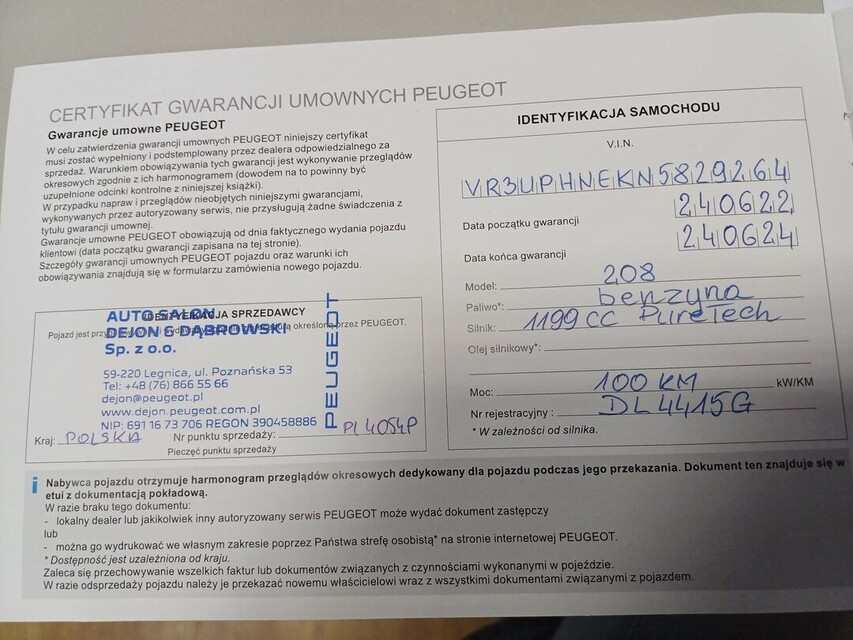 CERTYFIKAT GWARANCJI UMOWNYCH PEUGEOT
Gwarancje umowne PEUGEOT
W celu zatwierdzenia gwarancji umownych PEUGEOT niniejszy certyfikat
musi zostać wypełniony i podstemplowany przez dealera odpowiedzialnego za
sprzedaż. Warunkiem obowiązywania tych gwarancji jest wykonywanie przeglądów
okresowych zgodnie z ich harmonogramem (dowodem na to powinny być
uzupełnione odcinki kontrolne z niniejszej książki).
W przypadku napraw i przeglądów nieobjętych niniejszymi gwarancjami,
wykonywanych przez autoryzowany serwis, nie przysługują żadne świadczenia z
tytułu gwarancji umownej.
Gwarancje umowne PEUGEOT obowiązują od dnia faktycznego wydania pojazdu
klientowi (data początku gwarancji zapisana na tej stronie).
Szczegóły gwarancji umownych PEUGEOT pojazdu oraz warunki ich
obowiązywania znajdują się w formularzu zamówienia nowego pojazdu.
IDENTYFIKACJA SPRZEDAWCY
Pojazd jest określoną przez PEUGEOT.
AUTO SALON
DEJON & DĄBROWSKI
Sp. z o.o.
59-220 Legnica, ul. Poznańska 53
Tel: +48 (76) 866 55 66
dejon@peugeot.pl
www.dejon.peugeot.com.pl
NIP: 691 16 73 706 REGON 390458886
PEUGEOT
Kraj: POLSKA Nr punktu sprzedaży: PL 4054P
Pieczęć punktu sprzedaży
IDENTYFIKACJA SAMOCHODU
V.I.N.
VR3UPHNEKN5829264
Data początku gwarancji 240622
Data końca gwarancji 240624
Model: 208
Paliwo*: benzyna
Silnik: 1199 CC PureTech
Olej silnikowy*:
Moc: 100 KM kW/KM
Nr rejestracyjny : DL4415G
* W zależności od silnika.
i Nabywca pojazdu otrzymuje harmonogram przeglądów okresowych dedykowany dla pojazdu podczas jego przekazania. Dokument ten znajduje się w
etui z dokumentacją pokładową.
W razie braku tego dokumentu:
- lokalny dealer lub jakikolwiek inny autoryzowany serwis PEUGEOT może wydać dokument zastępczy
lub
- można go wydrukować we własnym zakresie poprzez Państwa strefę osobistą* na stronie internetowej PEUGEOT.
* Dostępność jest uzależniona od kraju.
Zaleca się przechowywanie wszelkich faktur lub dokumentów związanych z czynnościami wykonanymi w pojeździe.
W razie odsprzedaży pojazdu należy je przekazać nowemu właścicielowi wraz z wszystkimi dokumentami związanymi z pojazdem.